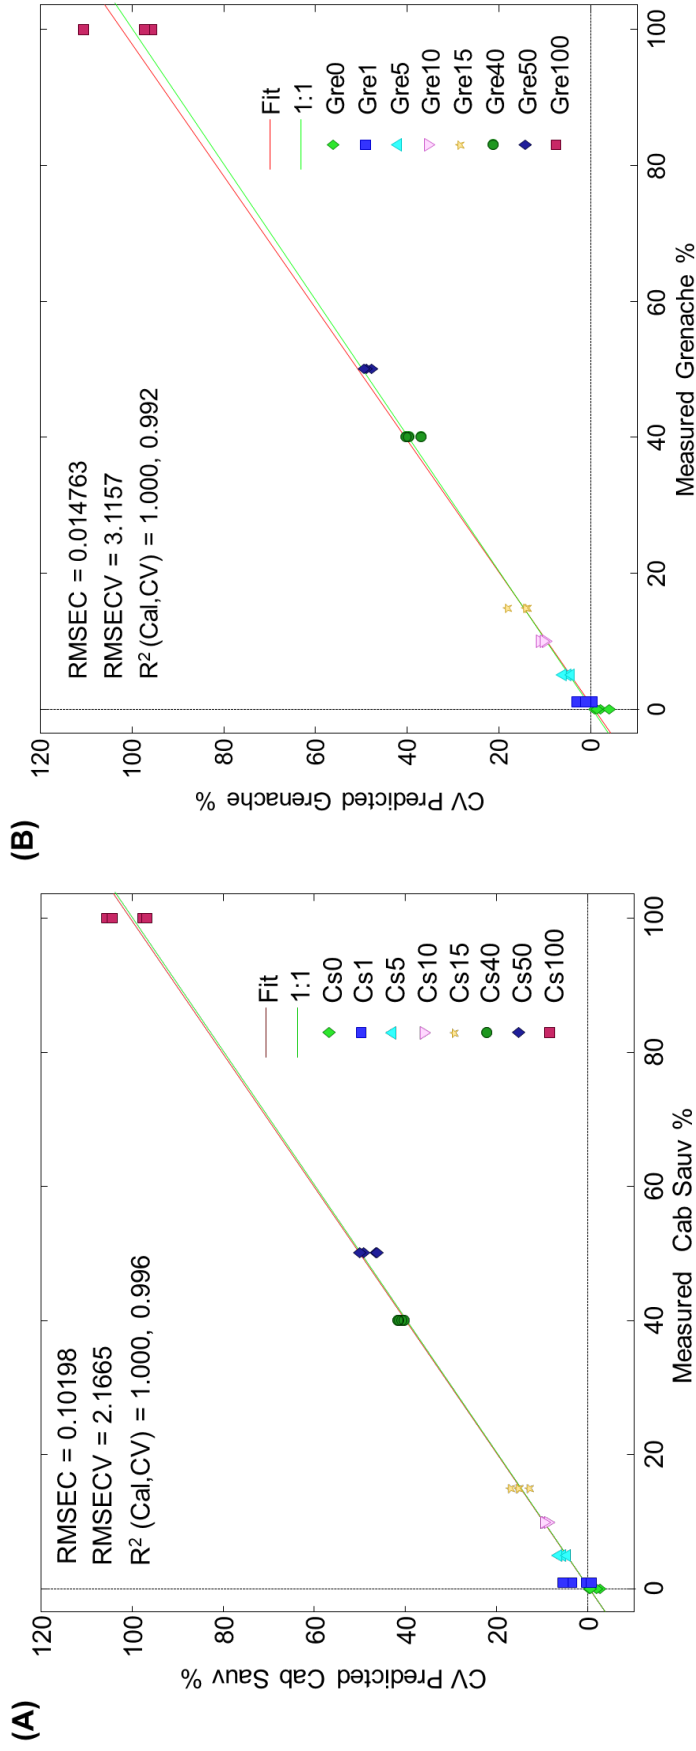 (A)
RMSEC = 0.10198
RMSECV = 2.1665
R² (Cal,CV) = 1.000, 0.996
CV Predicted Cab Sauv %
120
100
80
60
40
20
0
Fit
1:1
Cs0
Cs1
Cs5
Cs10
Cs15
Cs40
Cs50
Cs100
0 20 40 60 80 100
Measured Cab Sauv %
(B)
RMSEC = 0.014763
RMSECV = 3.1157
R² (Cal,CV) = 1.000, 0.992
CV Predicted Grenache %
120
100
80
60
40
20
0
Fit
1:1
Gre0
Gre1
Gre5
Gre10
Gre15
Gre40
Gre50
Gre100
0 20 40 60 80 100
Measured Grenache %